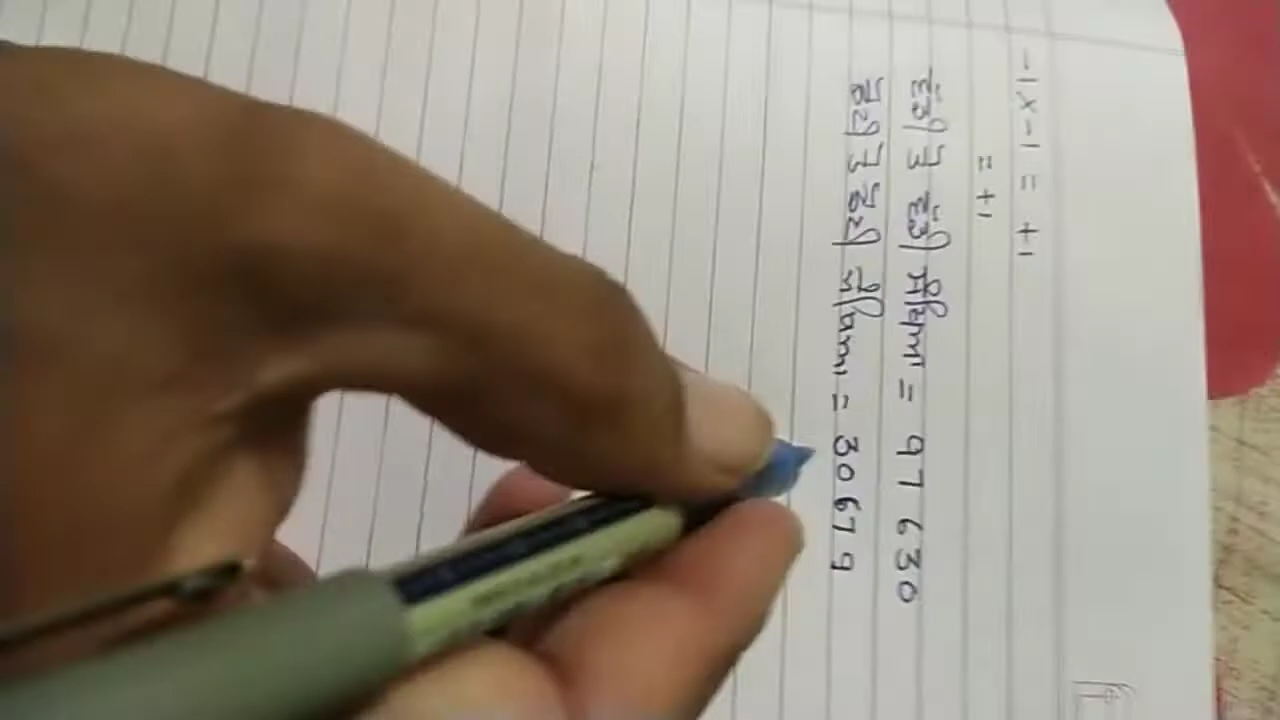 -1 × -1 = +1
= +1
ਵੱਡੀ ਤੋਂ ਵੱਡੀ ਸੰਖਿਆ = 97630
ਛੋਟੀ ਤੋਂ ਛੋਟੀ ਸੰਖਿਆ = 30679